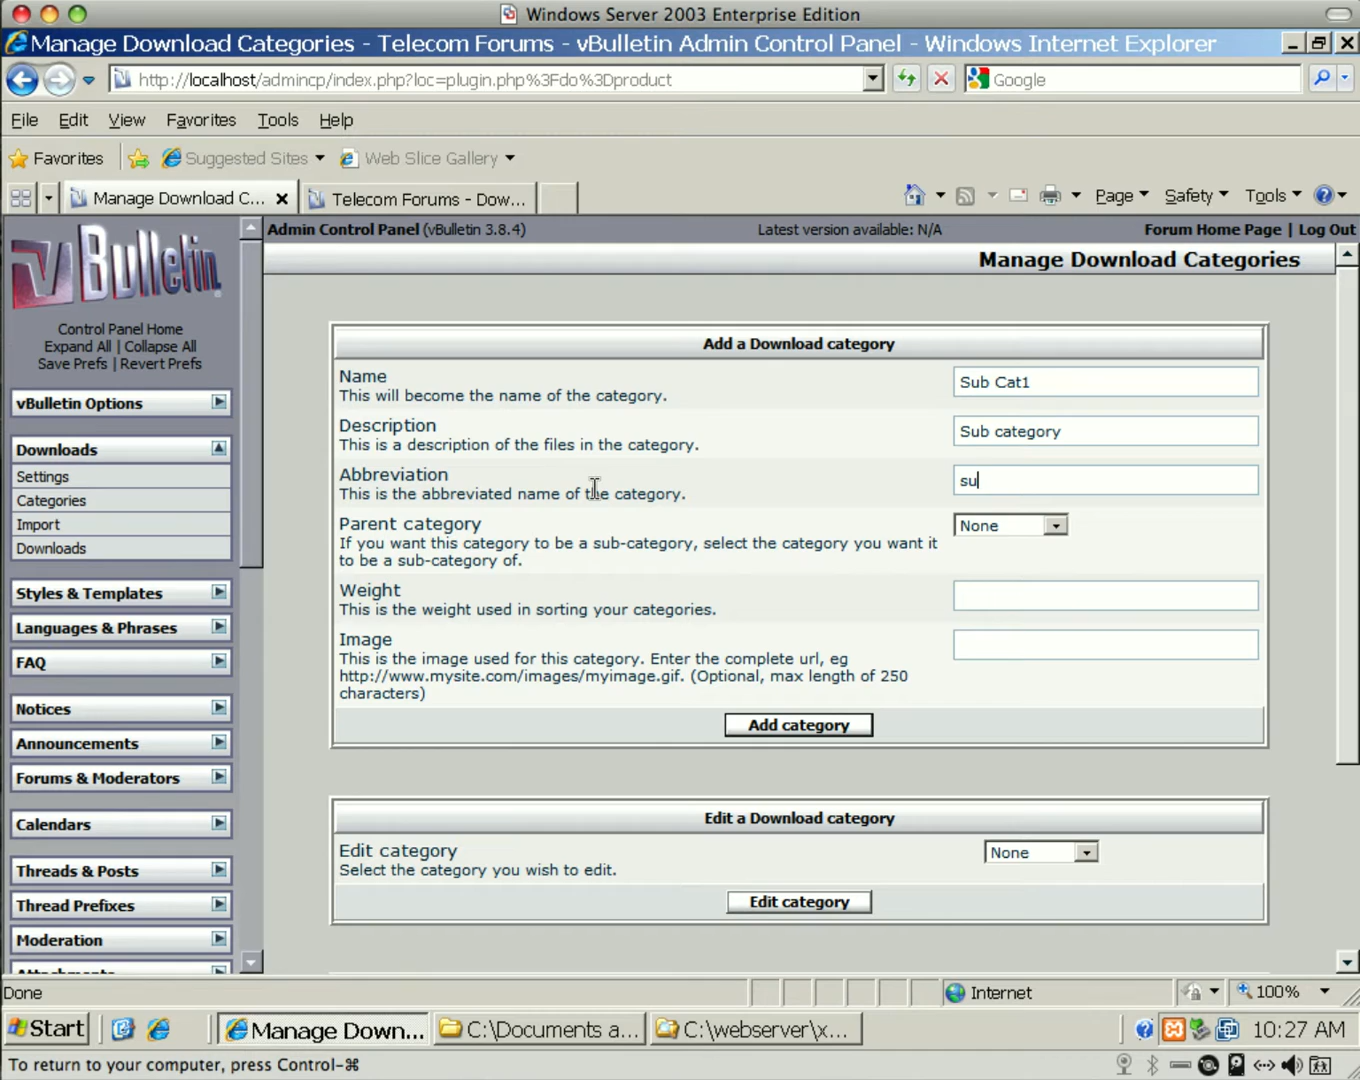 Windows Server 2003 Enterprise Edition
Manage Download Categories - Telecom Forums - vBulletin Admin Control Panel - Windows Internet Explorer
http://localhost/admincp/index.php?loc=plugin.php%3Fdo%3Dproduct
Google
File Edit View Favorites Tools Help
Favorites Suggested Sites Web Slice Gallery
Manage Download C... Telecom Forums - Dow... Page Safety Tools
Admin Control Panel (vBulletin 3.8.4) Latest version available: N/A Forum Home Page | Log Out
Manage Download Categories
vBulletin
Control Panel Home
Expand All | Collapse All
Save Prefs | Revert Prefs
vBulletin Options
Downloads
Settings
Categories
Import
Downloads
Styles & Templates
Languages & Phrases
FAQ
Notices
Announcements
Forums & Moderators
Calendars
Threads & Posts
Thread Prefixes
Moderation
Attachments
Add a Download category
Name
This will become the name of the category.
Sub Cat1
Description
This is a description of the files in the category.
Sub category
Abbreviation
This is the abbreviated name of the category.
su
Parent category
If you want this category to be a sub-category, select the category you want it
to be a sub-category of.
None
Weight
This is the weight used in sorting your categories.
Image
This is the image used for this category. Enter the complete url, eg
http://www.mysite.com/images/myimage.gif. (Optional, max length of 250
characters)
Add category
Edit a Download category
Edit category
Select the category you wish to edit.
None
Edit category
Done Internet 100%
Start Manage Down... C:\Documents a... C:\webserver\x... 10:27 AM
To return to your computer, press Control-⌘